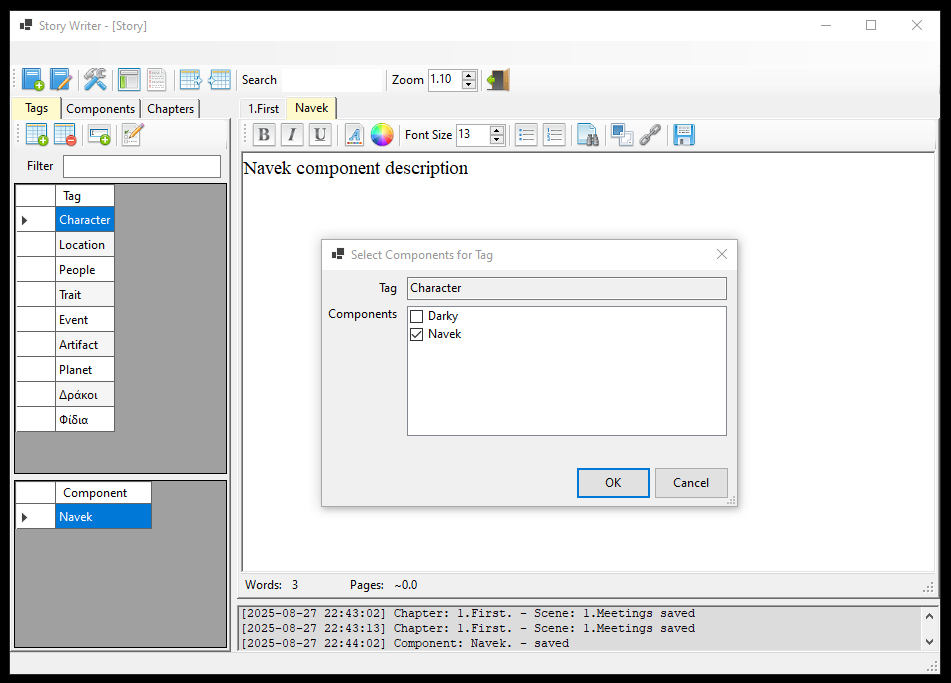 Story Writer - [Story]
Search
Zoom 1.10
Tags Components Chapters
1.First Navek
B I U A Font Size 13
Filter
Tag
Character
Location
People
Trait
Event
Artifact
Planet
Δράκοι
Φίδια
Component
Navek
Navek component description
Select Components for Tag
Tag Character
Components
Darky
Navek
OK Cancel
Words: 3 Pages: ~0.0
[2025-08-27 22:43:02] Chapter: 1.First. - Scene: 1.Meetings saved
[2025-08-27 22:43:13] Chapter: 1.First. - Scene: 1.Meetings saved
[2025-08-27 22:44:02] Component: Navek. - saved